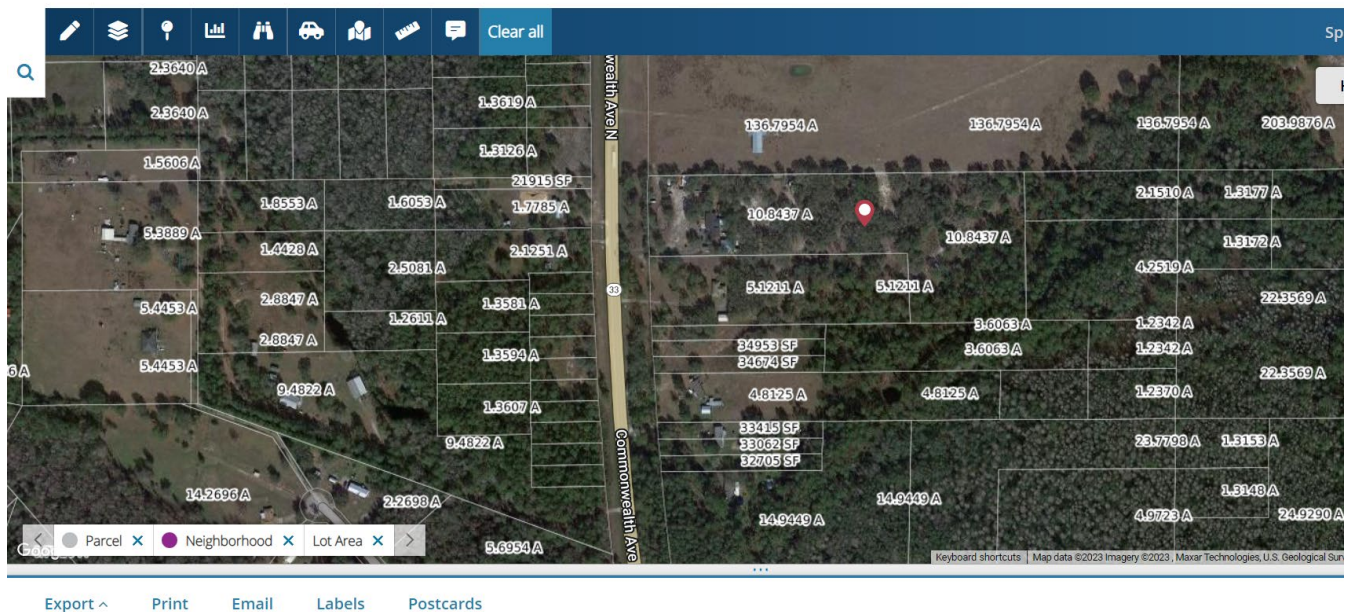 Clear all
Sp
2.3640 A
wealth Ave N
H
1.3619 A
2.3640 A
136.7954 A 136.7954 A 136.7954 A 203.9876 A
1.3126 A
1.5606 A
21915 SF
1.8553 A 1.6053 A 1.7785 A
2.1510 A 1.3177 A
10.8437 A
5.3889 A
10.8437 A
1.3172 A
1.4428 A 2.1251 A
2.5081 A
4.2519 A
5.1211 A 5.1211 A
33
2.8847 A 1.3581 A
22.3569 A
5.4453 A
1.2611 A
3.6063 A 1.2342 A
2.8847 A
34953 SF
3.6063 A 1.2342 A
1.3594 A
34674 SF
5.4453 A
6 A
22.3569 A
9.4822 A
4.8125 A 4.8125 A 1.2370 A
1.3607 A
33415 SF
9.4822 A
33062 SF
23.7798 A 1.3153 A
32705 SF
Commonwealth Ave
14.2696 A
2.2698 A
14.9449 A
1.3148 A
14.9449 A
4.9723 A 24.9290 A
Parcel Neighborhood Lot Area
5.6954 A
Keyboard shortcuts Map data ©2023 Imagery ©2023 , Maxar Technologies, U.S. Geological Sur
Export Print Email Labels Postcards